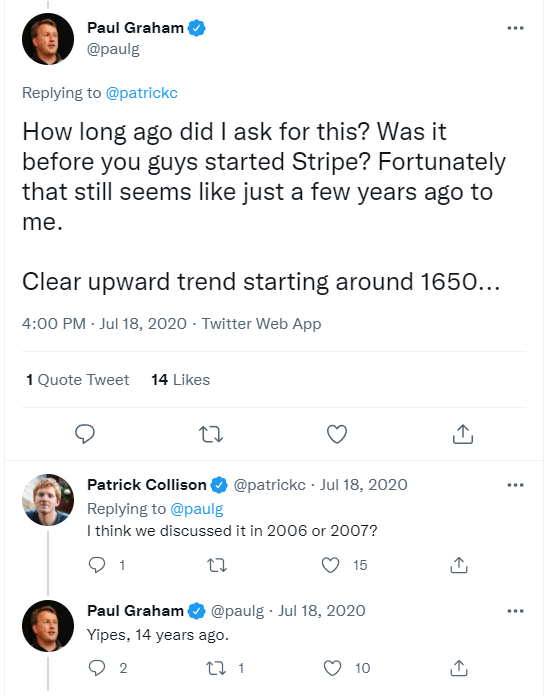 Paul Graham
@paulg
Replying to @patrickc
How long ago did I ask for this? Was it
before you guys started Stripe? Fortunately
that still seems like just a few years ago to
me.
Clear upward trend starting around 1650...
4:00 PM · Jul 18, 2020 · Twitter Web App
1 Quote Tweet 14 Likes
Patrick Collison @patrickc · Jul 18, 2020
Replying to @paulg
I think we discussed it in 2006 or 2007?
1 15
Paul Graham @paulg · Jul 18, 2020
Yipes, 14 years ago.
2 1 10